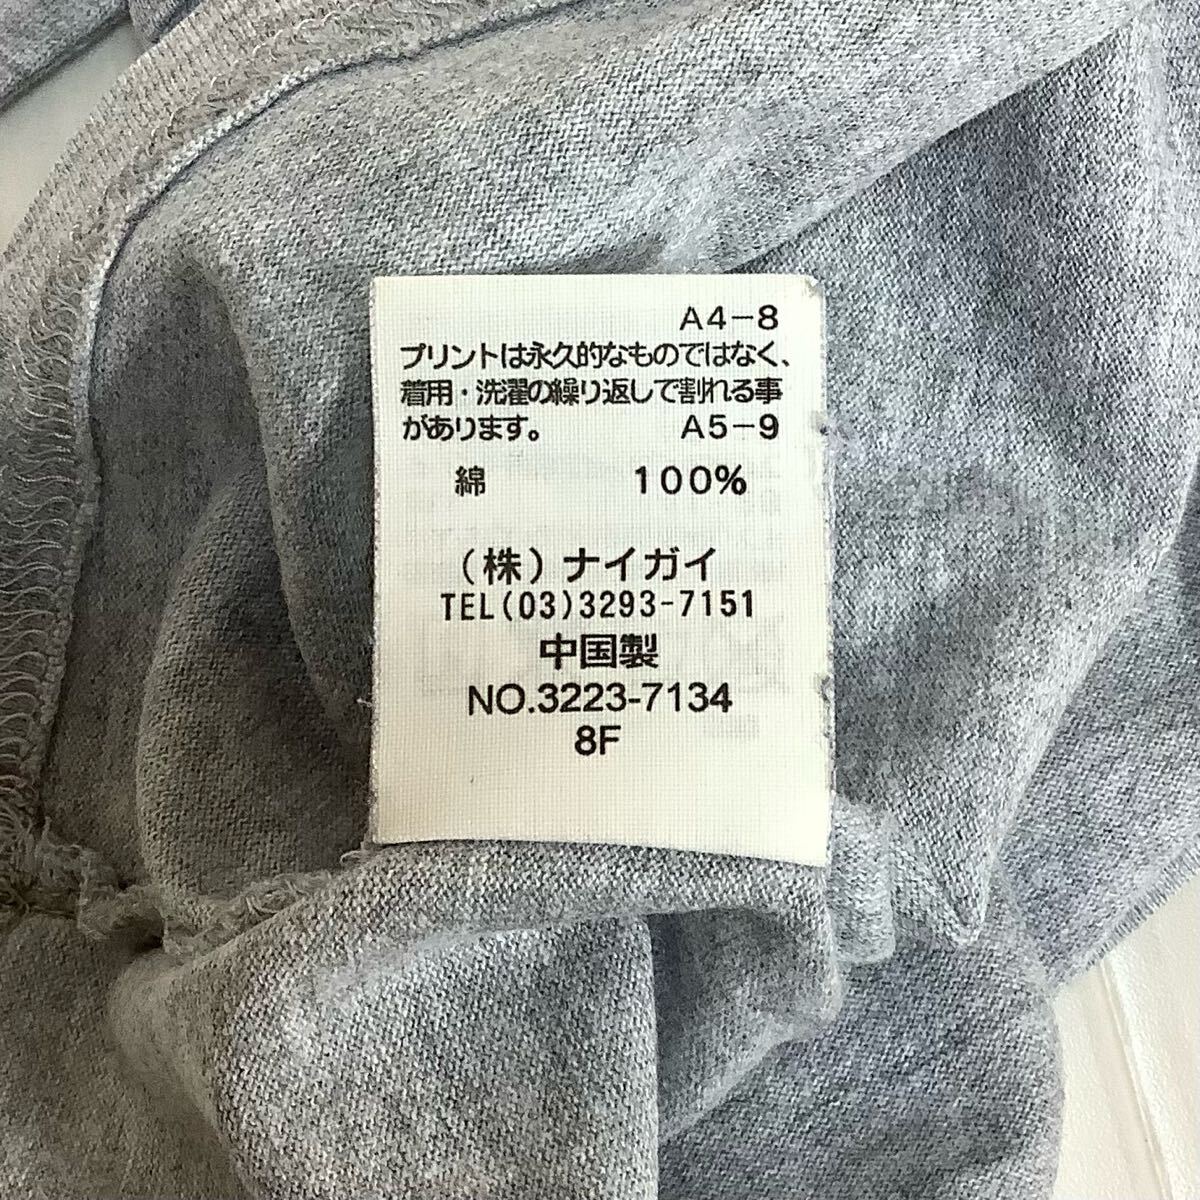 A4-8
プリントは永久的なものではなく、
着用・洗濯の繰り返しで割れる事
があります。 A5-9
綿 100%
(株)ナイガイ
TEL(03)3293-7151
中国製
NO.3223-7134
8F